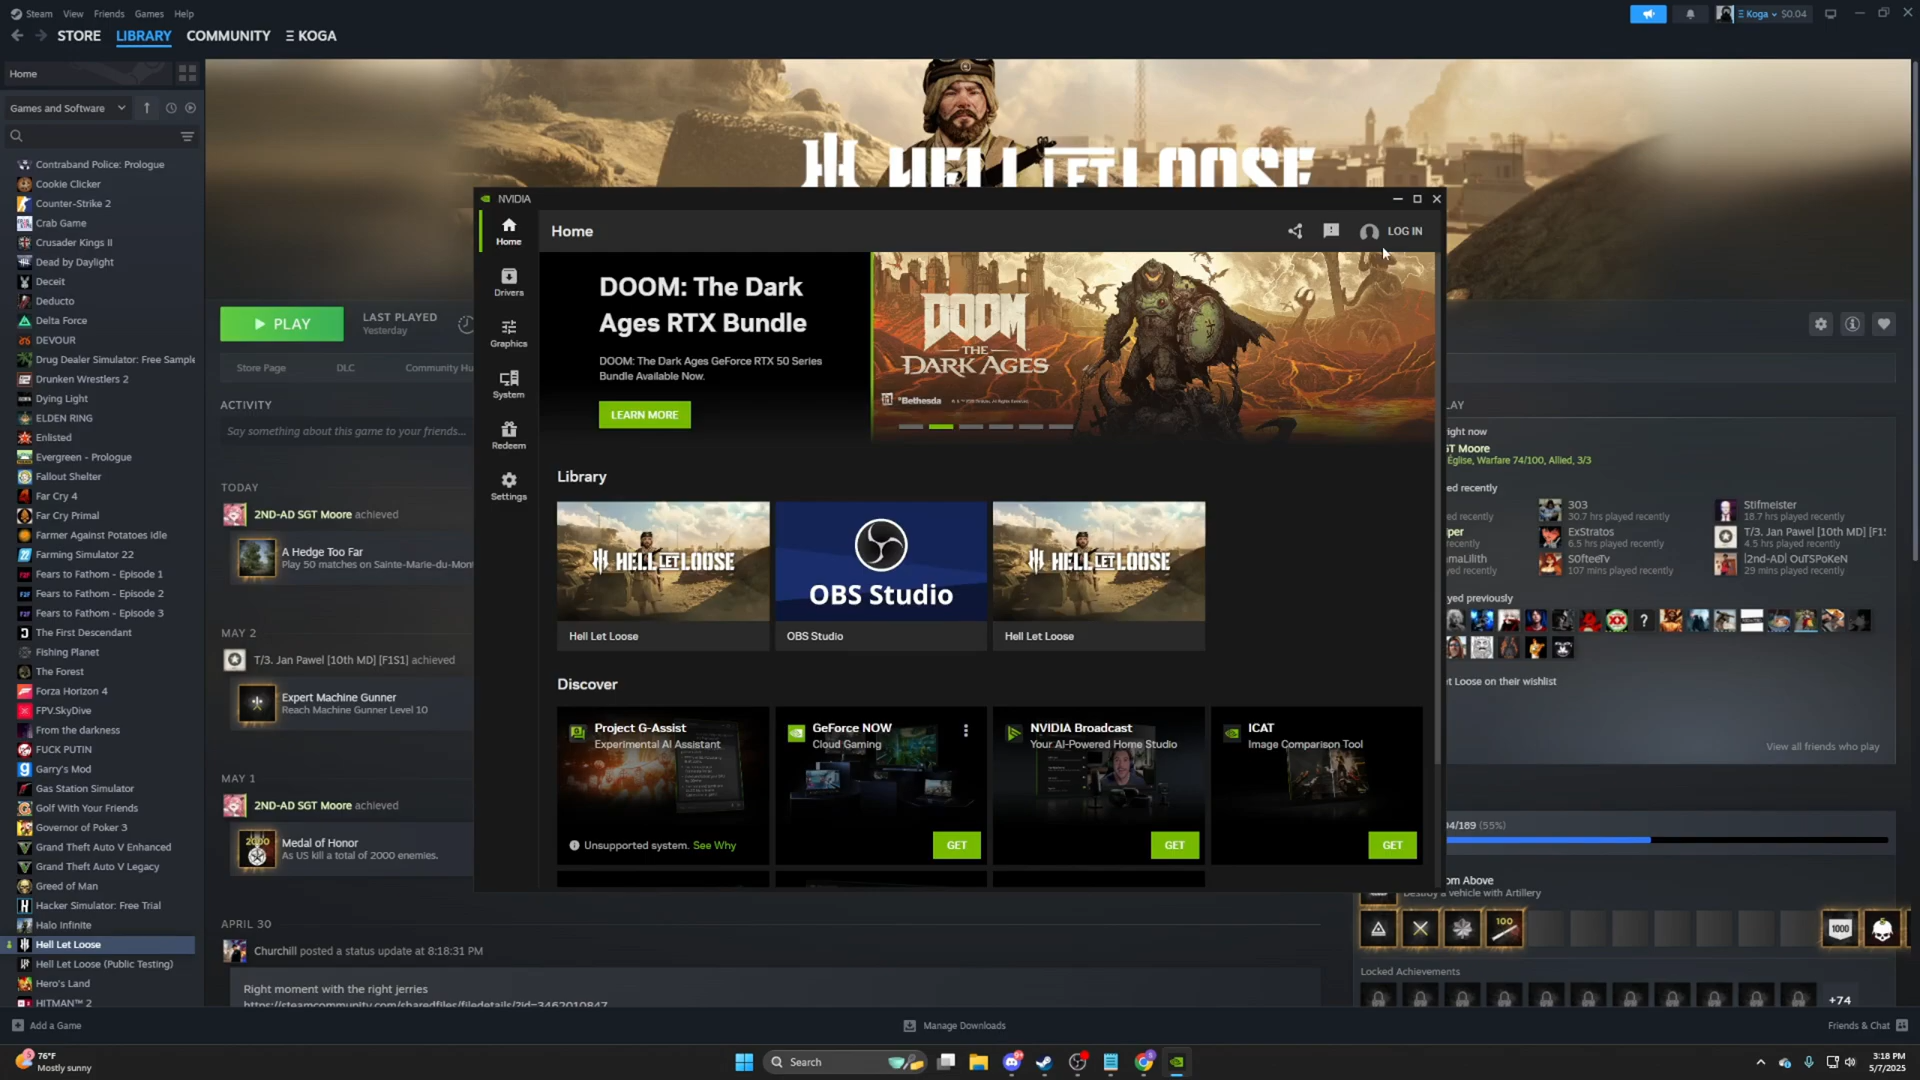 Steam View Friends Games Help
Ξ Koga $0.04
STORE LIBRARY COMMUNITY Ξ KOGA
Home
Games and Software
Contraband Police: Prologue
Cookie Clicker
Counter-Strike 2
Crab Game
Crusader Kings II
Dead by Daylight
Deceit
Deducto
Delta Force
DEVOUR
Drug Dealer Simulator: Free Sample
Drunken Wrestlers 2
Dying Light
ELDEN RING
Enlisted
Evergreen - Prologue
Fallout Shelter
Far Cry 4
Far Cry Primal
Farmer Against Potatoes Idle
Farming Simulator 22
Fears to Fathom - Episode 1
Fears to Fathom - Episode 2
Fears to Fathom - Episode 3
The First Descendant
Fishing Planet
The Forest
Forza Horizon 4
FPV.SkyDive
From the darkness
FUCK PUTIN
Garry's Mod
Gas Station Simulator
Golf With Your Friends
Governor of Poker 3
Grand Theft Auto V Enhanced
Grand Theft Auto V Legacy
Greed of Man
Hacker Simulator: Free Trial
Halo Infinite
Hell Let Loose
Hell Let Loose (Public Testing)
Hero's Land
HITMAN™ 2
HELL LET LOOSE
PLAY
LAST PLAYED
Yesterday
Store Page DLC Community Hu
ACTIVITY
Say something about this game to your friends...
TODAY
2ND-AD SGT Moore achieved
A Hedge Too Far
Play 50 matches on Sainte-Marie-du-Mont
MAY 2
T/3. Jan Pawel [10th MD] [F1S1] achieved
Expert Machine Gunner
Reach Machine Gunner Level 10
MAY 1
2ND-AD SGT Moore achieved
2000
Medal of Honor
As US kill a total of 2000 enemies.
APRIL 30
Churchill posted a status update at 8:18:31 PM
Right moment with the right jerries
https://steamcommunity.com/sharedfiles/filedetails/?id=3462010847
NVIDIA
Home
Drivers
Graphics
System
Redeem
Settings
Home
LOG IN
DOOM: The Dark
Ages RTX Bundle
DOOM: The Dark Ages GeForce RTX 50 Series
Bundle Available Now.
LEARN MORE
DOOM
THE
DARK AGES
Bethesda
Library
HELL LET LOOSE
Hell Let Loose
OBS Studio
OBS Studio
HELL LET LOOSE
Hell Let Loose
Discover
Project G-Assist
Experimental AI Assistant
Unsupported system. See Why
GeForce NOW
Cloud Gaming
GET
NVIDIA Broadcast
Your AI-Powered Home Studio
GET
ICAT
Image Comparison Tool
GET
LAY
ight now
GT Moore
Eglise, Warfare 74/100, Allied, 3/3
ed recently
303
30.7 hrs played recently
Stifmeister
18.7 hrs played recently
ed recently
per
recently
ExStratos
6.5 hrs played recently
T/3. Jan Pawel [10th MD] [F1S
4.5 hrs played recently
maLilith
yed recently
S0fteeTv
107 mins played recently
|2nd-AD| OuTSPoKeN
29 mins played recently
yed previously
XX
?
t Loose on their wishlist
View all friends who play
04/189 (55%)
om Above
Destroy a vehicle with Artillery
100
1000
Locked Achievements
+74
Add a Game
Manage Downloads
Friends & Chat
76°F
Mostly sunny
Search
3:18 PM
5/7/2025